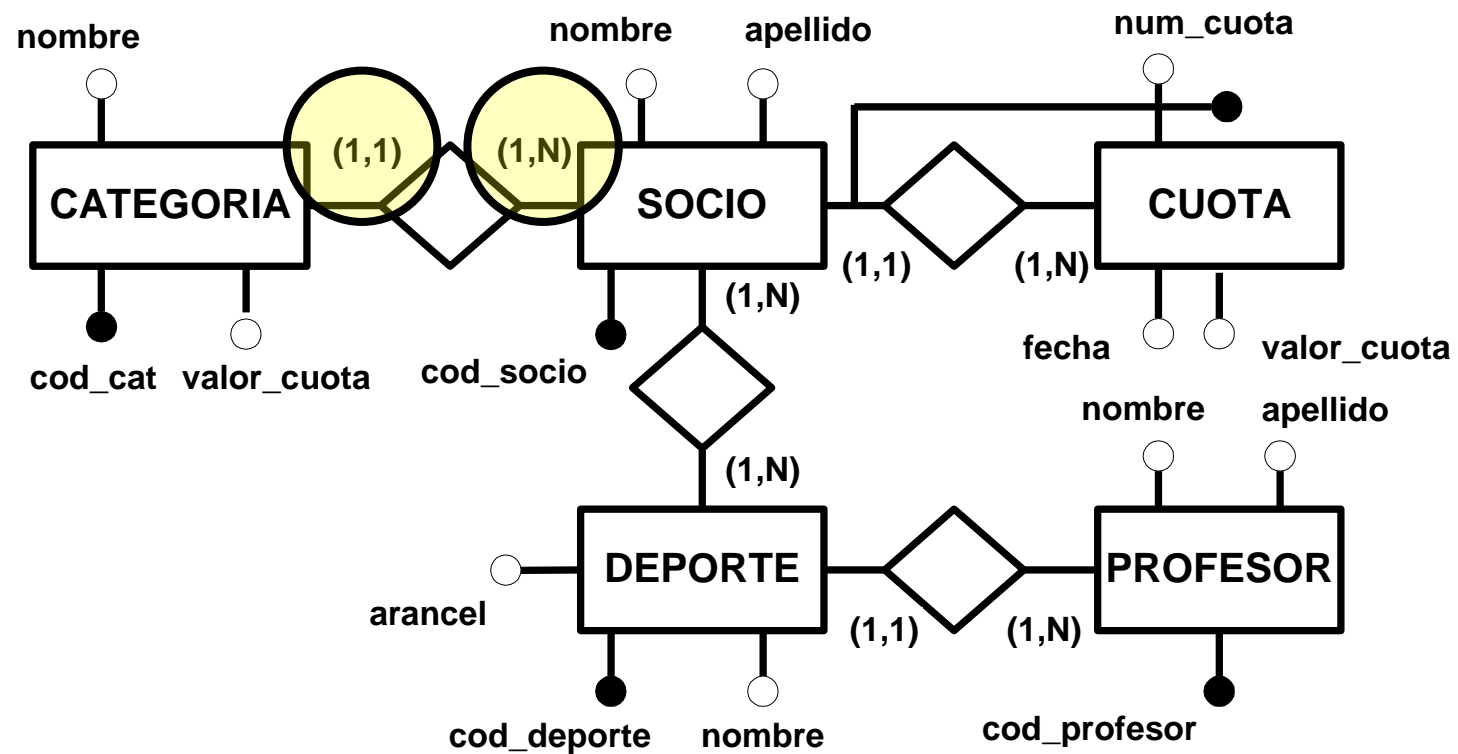 nombre
nombre
apellido
num_cuota
(1,1)
(1,N)
CATEGORIA
SOCIO
CUOTA
(1,1)
(1,N)
(1,N)
cod_cat
valor_cuota
cod_socio
fecha
valor_cuota
nombre
apellido
(1,N)
DEPORTE
PROFESOR
arancel
(1,1)
(1,N)
cod_deporte
nombre
cod_profesor